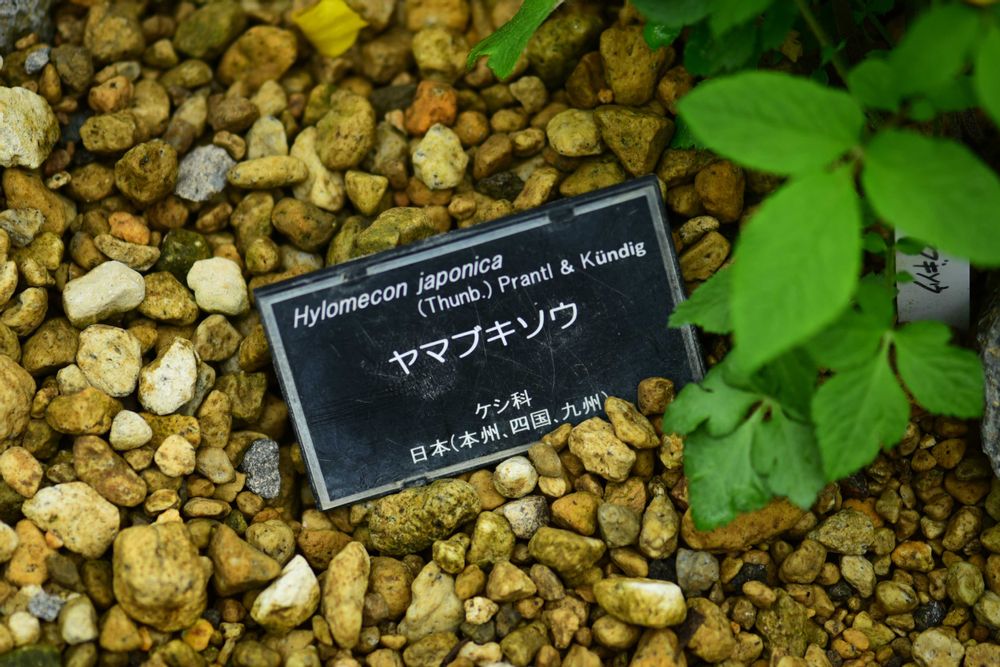 Hylomecon japonica
(Thunb.) Prantl & Kündig
ヤマブキソウ
ケシ科
日本(本州、四国、九州)